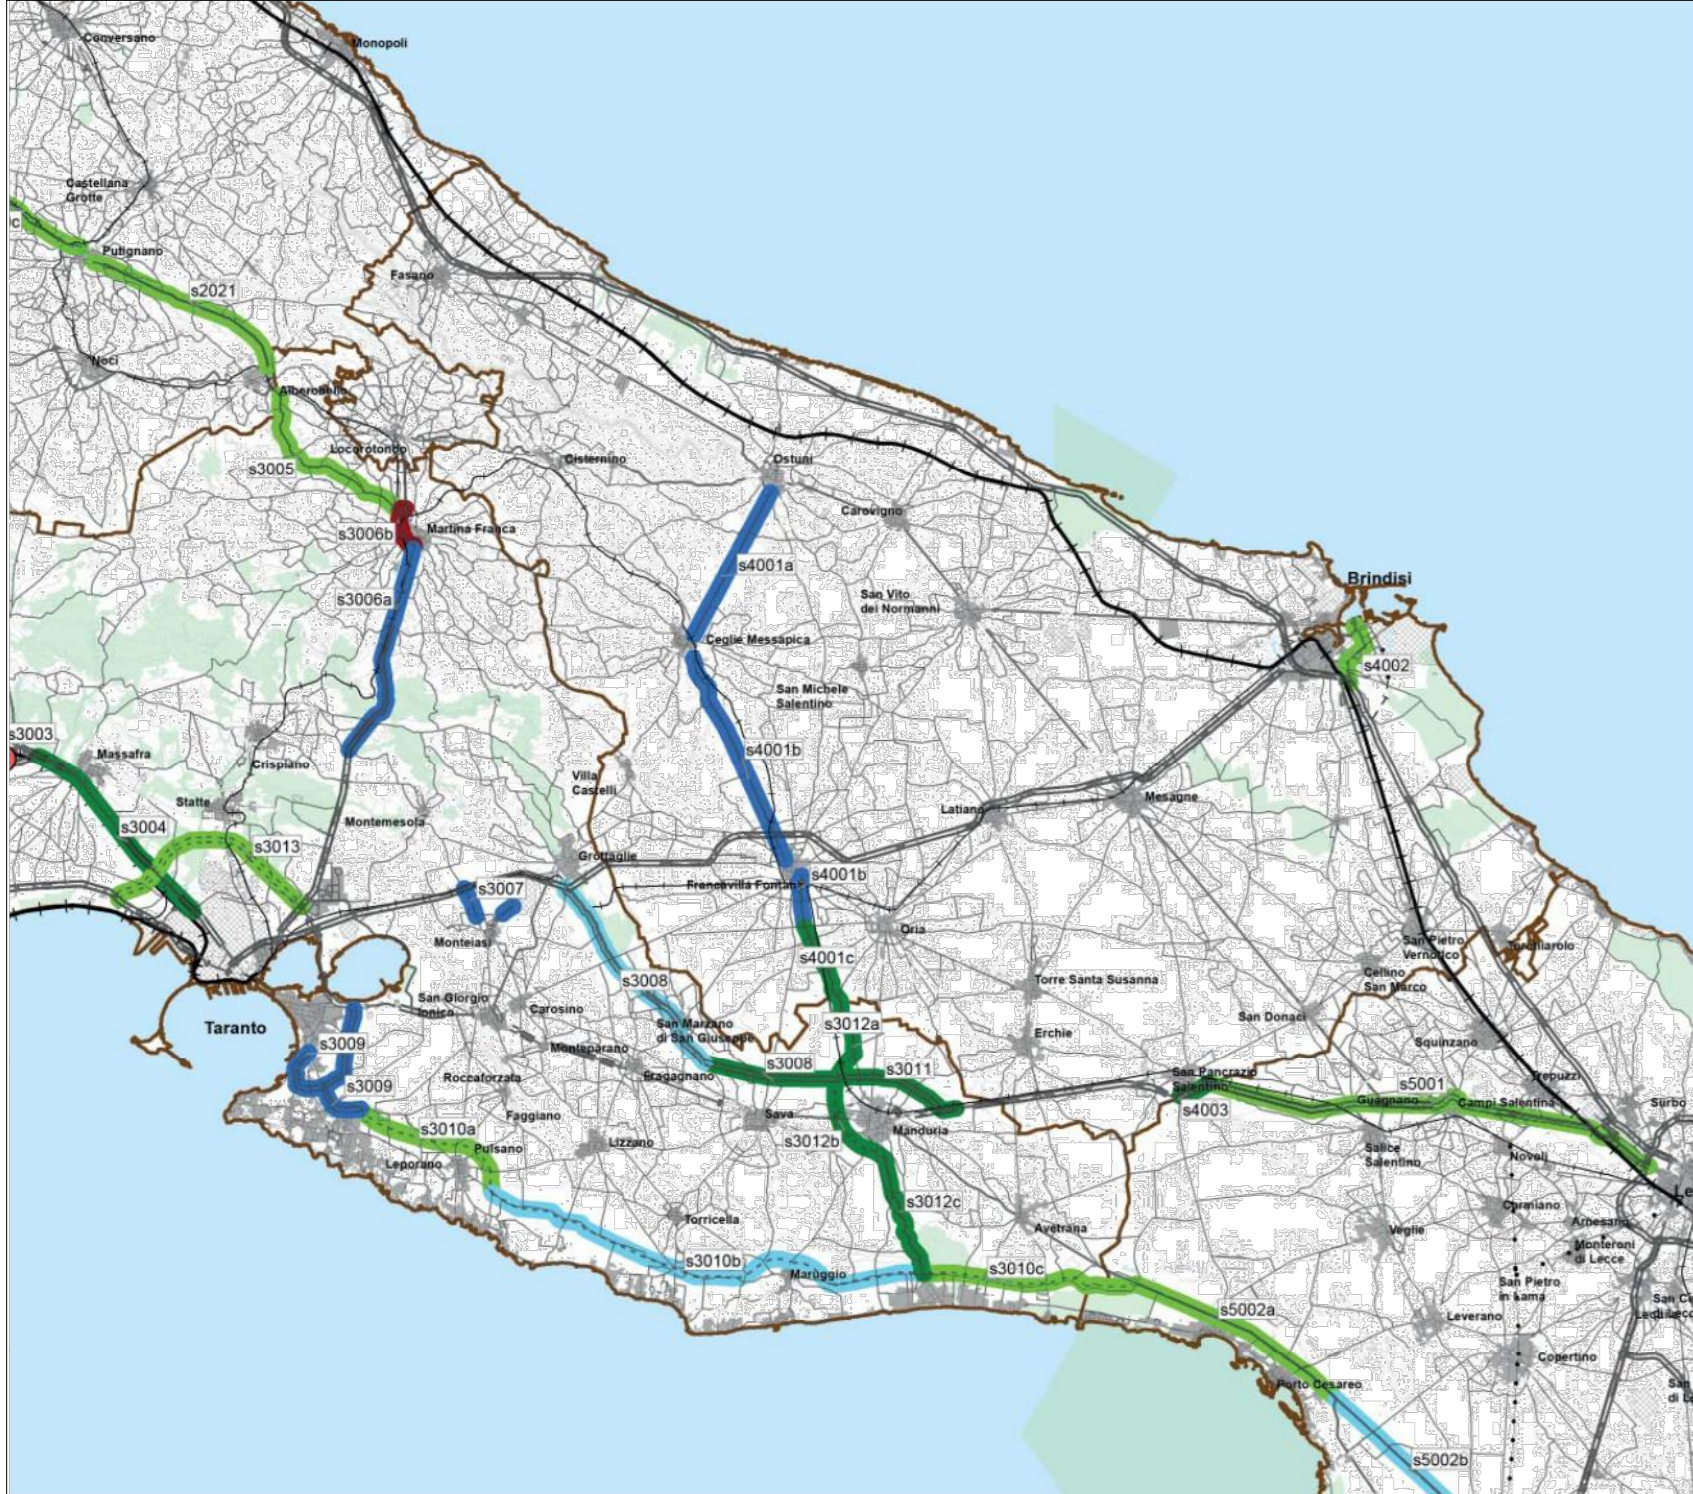 Conversano
Monopoli
Castellana
Grotte
c
Putignano
s2021
Fasano
Noci
Alberobello
Locorotondo
s3005
Cisternino
Ostuni
Carovigno
s3006b
Martina Franca
s4001a
s3006a
San Vito
dei Normanni
Brindisi
Ceglie Messapica
s4002
San Michele
Salentino
s3003
Massafra
Crispiano
s4001b
Villa
Castelli
Statte
s3004
Montemesola
Latiano
Mesagne
s3013
Grottaglie
s3007
Francavilla Fontan
s4001b
Monteiasi
Oria
s4001c
San Pietro
Vernotico
Torchiarolo
Cellino
San Marco
s3008
Torre Santa Susanna
San Giorgio
Ionico
Carosino
San Donaci
Taranto
San Marzano
di San Giuseppe
s3012a
Erchie
s3009
Monteparano
Squinzano
s3008
s3011
Roccaforzata
Fragagnano
San Pancrazio
Salentino
Trepuzzi
s3009
s5001
Guagnano
Campi Salentina
Surbo
s4003
Faggiano
Sava
s3010a
Manduria
Lizzano
s3012b
Pulsano
Leporano
Salice
Salentino
Novoli
Le
s3012c
Torricella
Avetrana
Veglie
Carmiano
Arnesano
Monteroni
di Lecce
s3010b
Maruggio
s3010c
San Pietro
in Lama
s5002a
Leverano
Copertino
Porto Cesareo
San
di L
s5002b